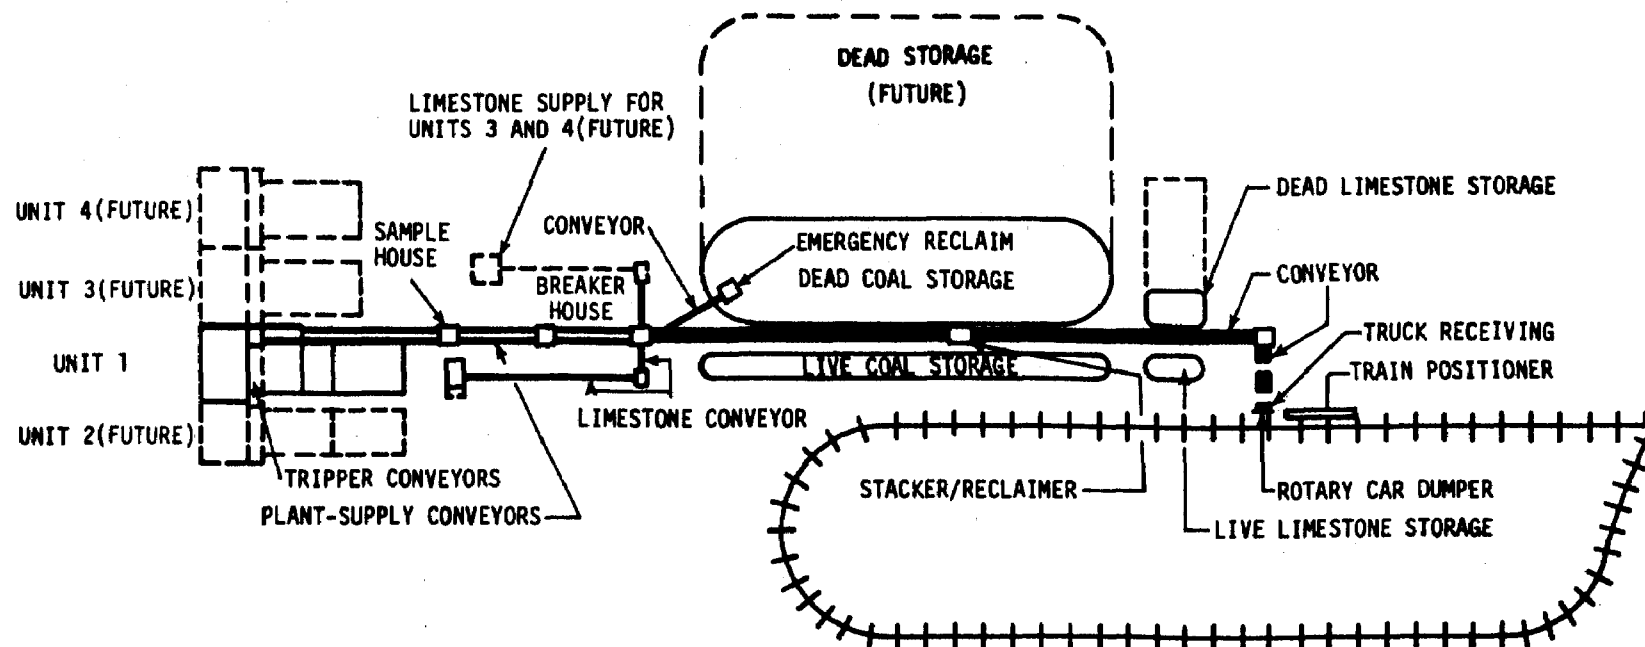 DEAD STORAGE
(FUTURE)
LIMESTONE SUPPLY FOR
UNITS 3 AND 4(FUTURE)
UNIT 4(FUTURE)
SAMPLE
HOUSE
CONVEYOR
EMERGENCY RECLAIM
DEAD COAL STORAGE
DEAD LIMESTONE STORAGE
UNIT 3(FUTURE)
BREAKER
HOUSE
CONVEYOR
UNIT 1
LIVE COAL STORAGE
TRUCK RECEIVING
TRAIN POSITIONER
LIMESTONE CONVEYOR
UNIT 2(FUTURE)
TRIPPER CONVEYORS
PLANT-SUPPLY CONVEYORS
STACKER/RECLAIMER
ROTARY CAR DUMPER
LIVE LIMESTONE STORAGE